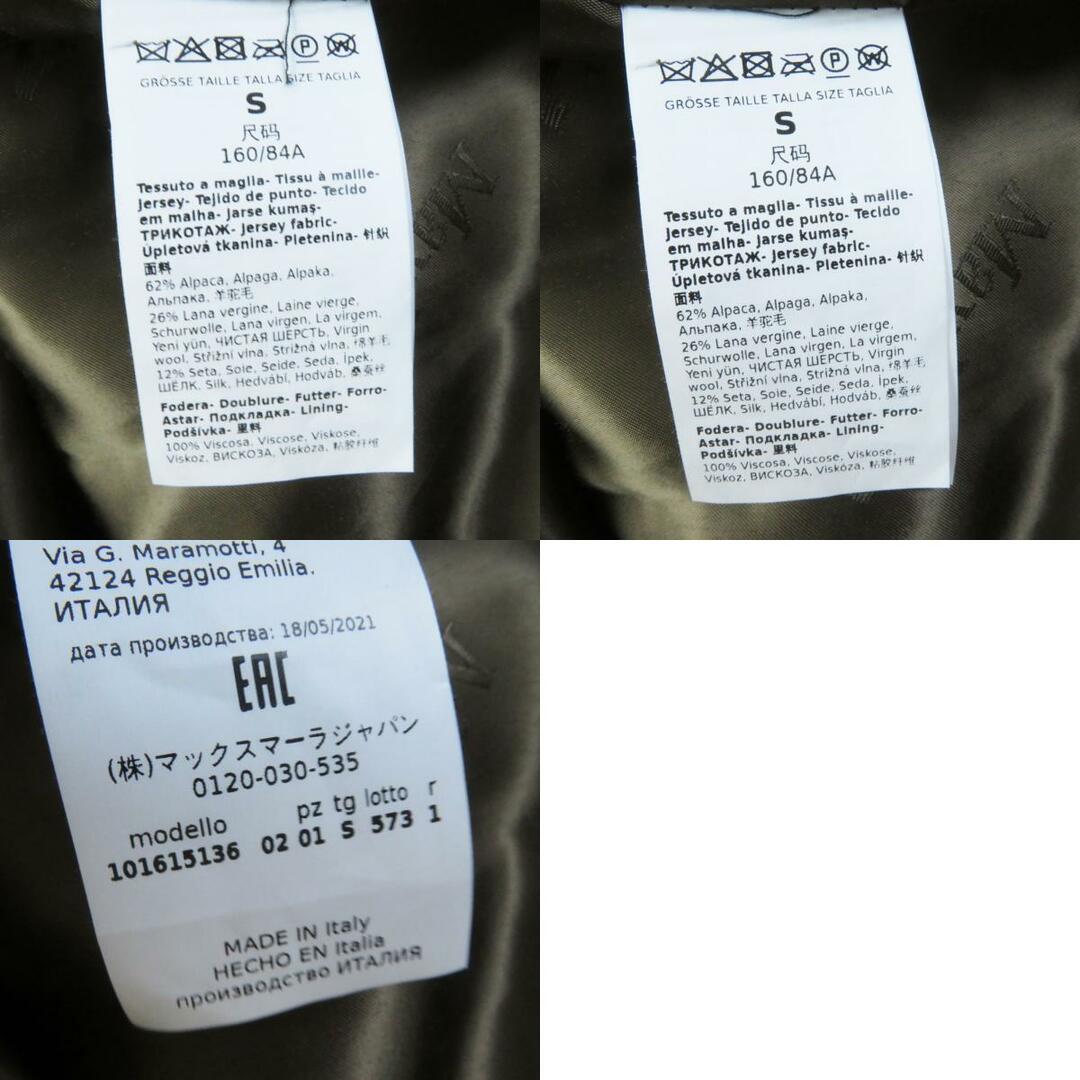 GRÖSSE TAILLE TALLA SIZE TAGLIA
S
尺码
160/84A
Tessuto a maglia- Tissu à maille-
Jersey- Tejido de punto- Tecido
em malha- Jarse kumaş-
ТРИКОТАЖ- Jersey fabric-
Úpletová tkanina- Pletenina- 针织
面料
62% Alpaca, Alpaga, Alpaka,
Альпака, 羊驼毛
26% Lana vergine, Laine vierge,
Schurwolle, Lana virgen, La virgem,
Yeni yün, ЧИСТАЯ ШЕРСТЬ, Virgin
wool, Střižní vlna, Strižná vlna, 绵羊毛
12% Seta, Soie, Seide, Seda, İpek,
ШЁЛК, Silk, Hedvábí, Hodváb, 桑蚕丝
Fodera- Doublure- Futter- Forro-
Astar- Подкладка- Lining-
Podšívka- 里料
100% Viscosa, Viscose, Viskose,
Viskoz, ВИСКОЗА, Viskóza, 粘胶纤维
GRÖSSE TAILLE TALLA SIZE TAGLIA
S
尺码
160/84A
Tessuto a maglia- Tissu à maille-
Jersey- Tejido de punto- Tecido
em malha- Jarse kumaş-
ТРИКОТАЖ- Jersey fabric-
Úpletová tkanina- Pletenina- 针织
面料
62% Alpaca, Alpaga, Alpaka,
Альпака, 羊驼毛
26% Lana vergine, Laine vierge,
Schurwolle, Lana virgen, La virgem,
Yeni yün, ЧИСТАЯ ШЕРСТЬ, Virgin
wool, Střižní vlna, Strižná vlna, 绵羊毛
12% Seta, Soie, Seide, Seda, İpek,
ШЁЛК, Silk, Hedvábí, Hodváb, 桑蚕丝
Fodera- Doublure- Futter- Forro-
Astar- Подкладка- Lining-
Podšívka- 里料
100% Viscosa, Viscose, Viskose,
Viskoz, ВИСКОЗА, Viskóza, 粘胶纤维
Via G. Maramotti, 4
42124 Reggio Emilia.
ИТАЛИЯ
дата производства: 18/05/2021
EAC
(株)マックスマーラジャパン
0120-030-535
modello pz tg lotto r
101615136 02 01 S 573 1
MADE IN Italy
HECHO EN Italia
производство ИТАЛИЯ